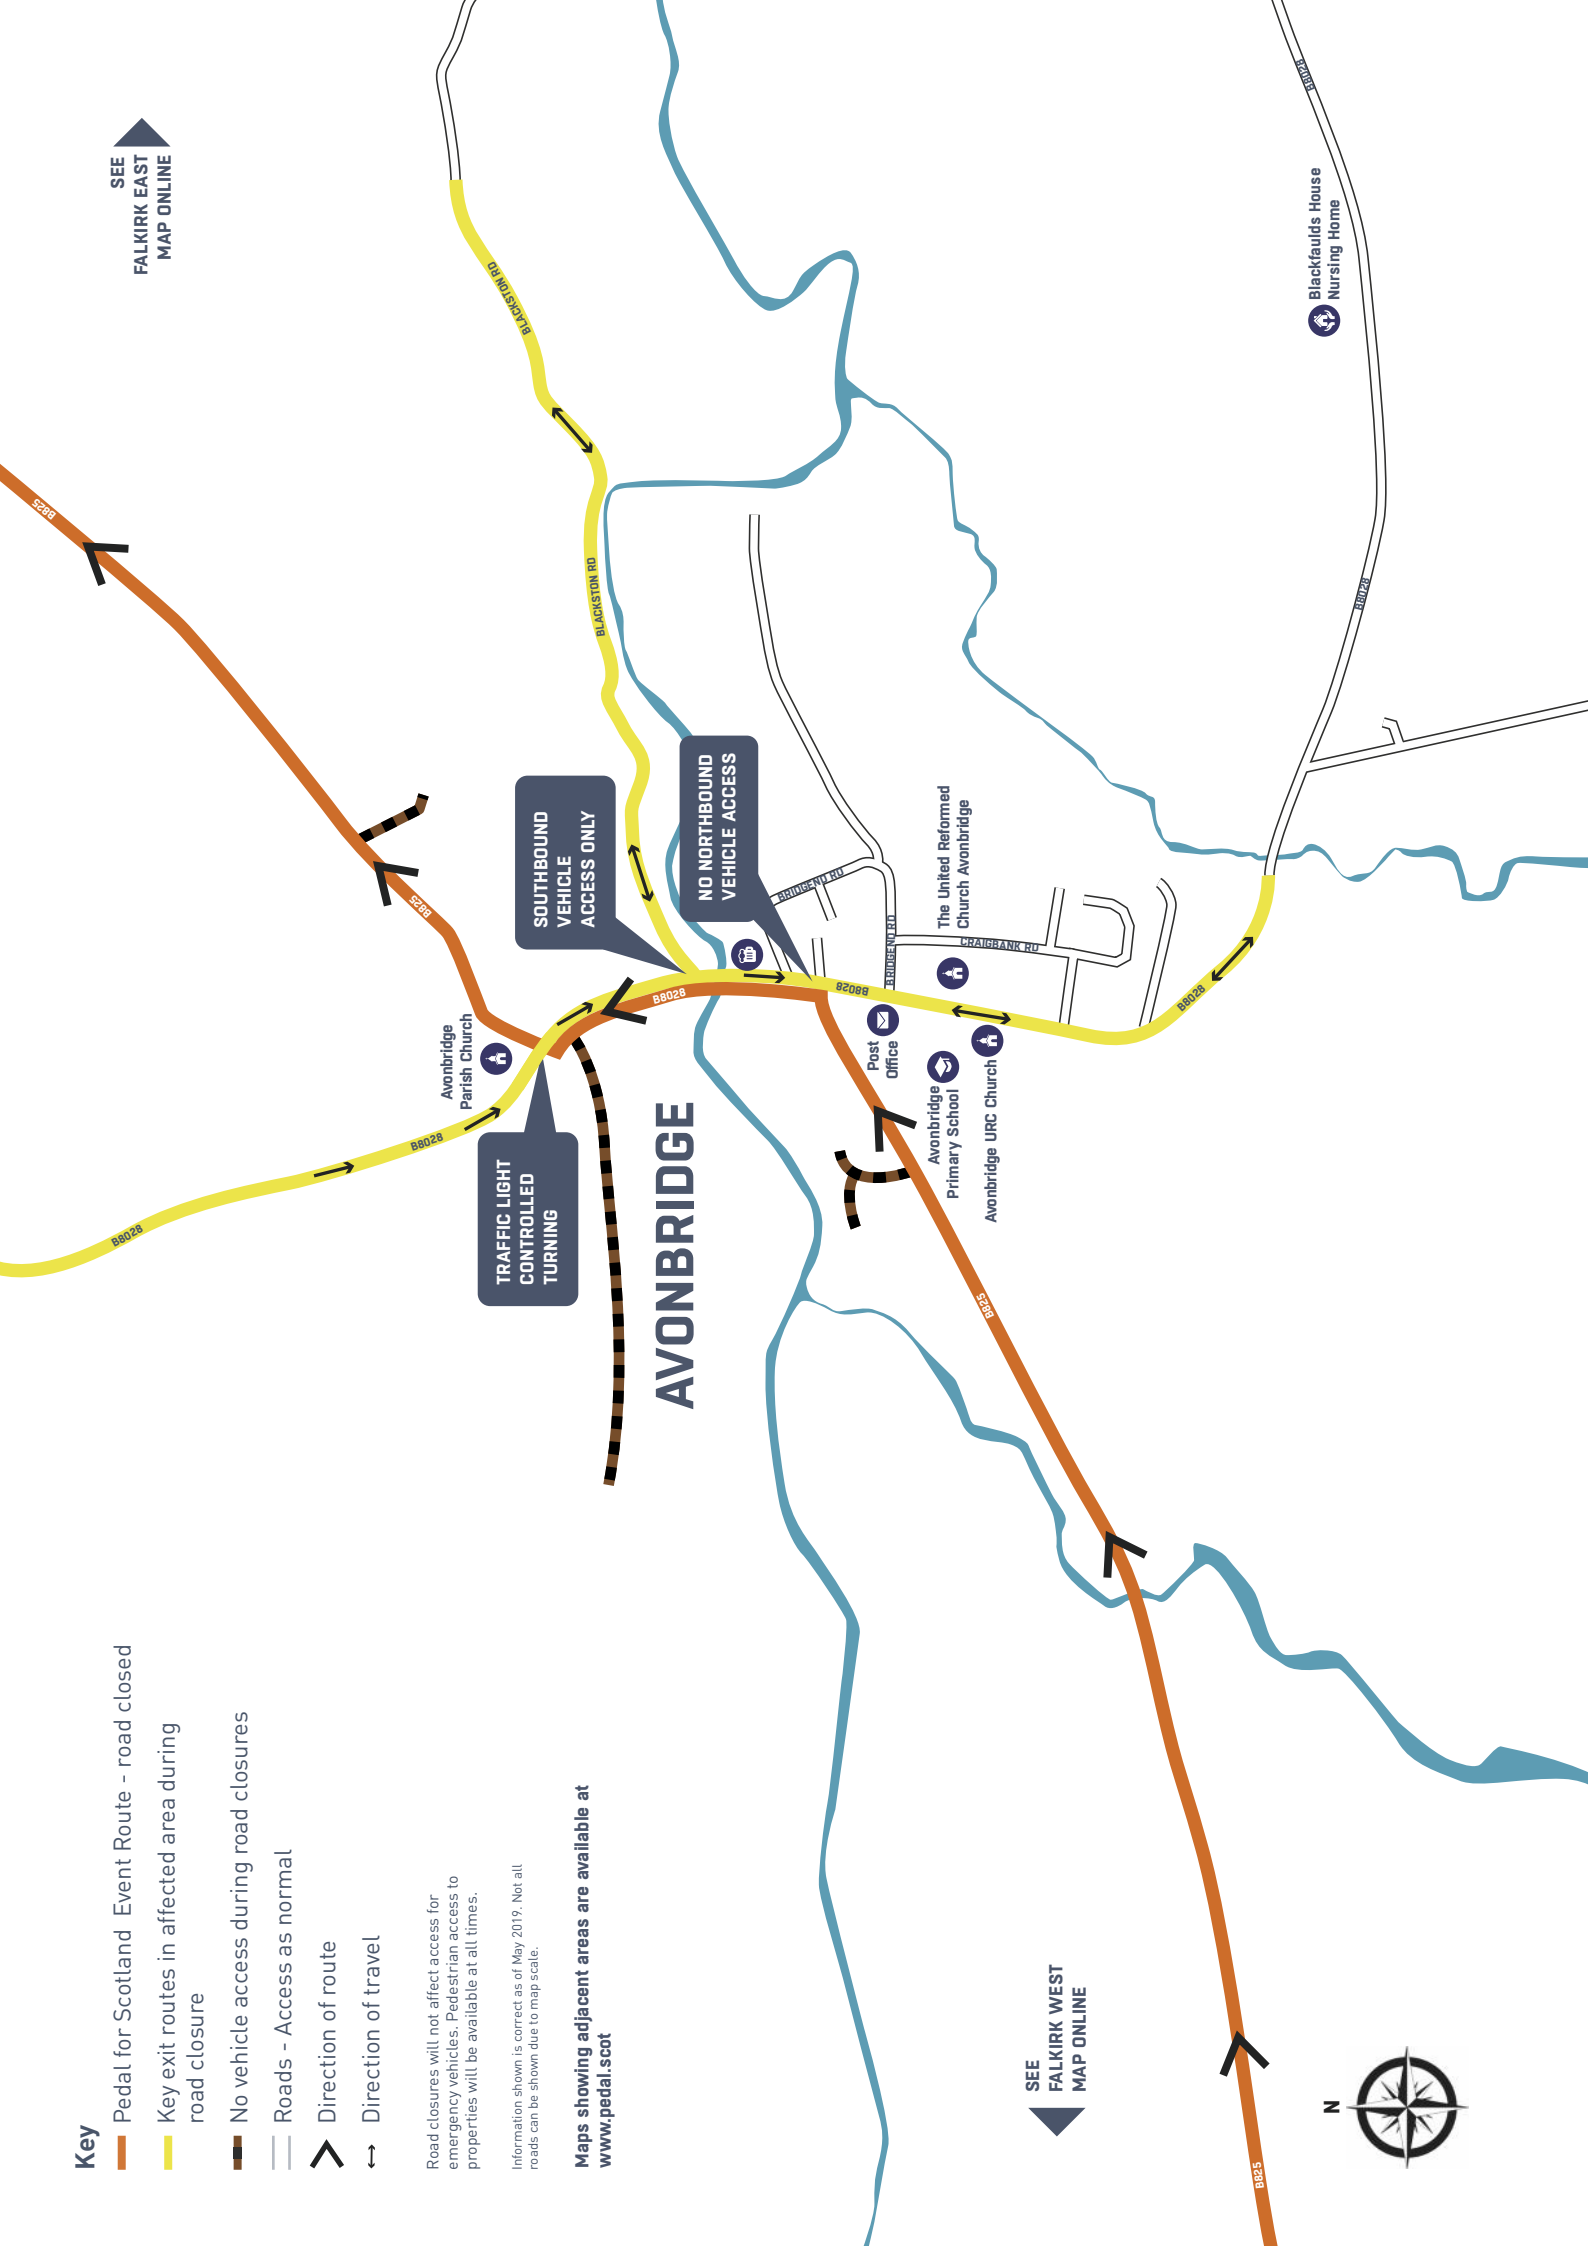 Key
Pedal for Scotland  Event Route - road closed
Key exit routes in affected area during
road closure
No vehicle access during road closures
Roads - Access as normal
Direction of route
Direction of travel
Road closures will not affect access for
emergency vehicles. Pedestrian access to
properties will be available at all times.
Information shown is correct as of May 2019. Not all
roads can be shown due to map scale.
Maps showing adjacent areas are available at
www.pedal.scot
SEE
FALKIRK WEST
MAP ONLINE
N
B825
B825
AVONBRIDGE
TRAFFIC LIGHT
CONTROLLED
TURNING
B8028
B8028
Avonbridge
Parish Church
B8028
SOUTHBOUND
VEHICLE
ACCESS ONLY
NO NORTHBOUND
VEHICLE ACCESS
B8028
Post
Office
Avonbridge
Primary School
Avonbridge URC Church
The United Reformed
Church Avonbridge
BRIDGEND RD
BRIDGEND RD
CRAIGBANK RD
B8028
B8028
B8028
Blackfaulds House
Nursing Home
BLACKSTON RD
BLACKSTON RD
B825
B825
SEE
FALKIRK EAST
MAP ONLINE